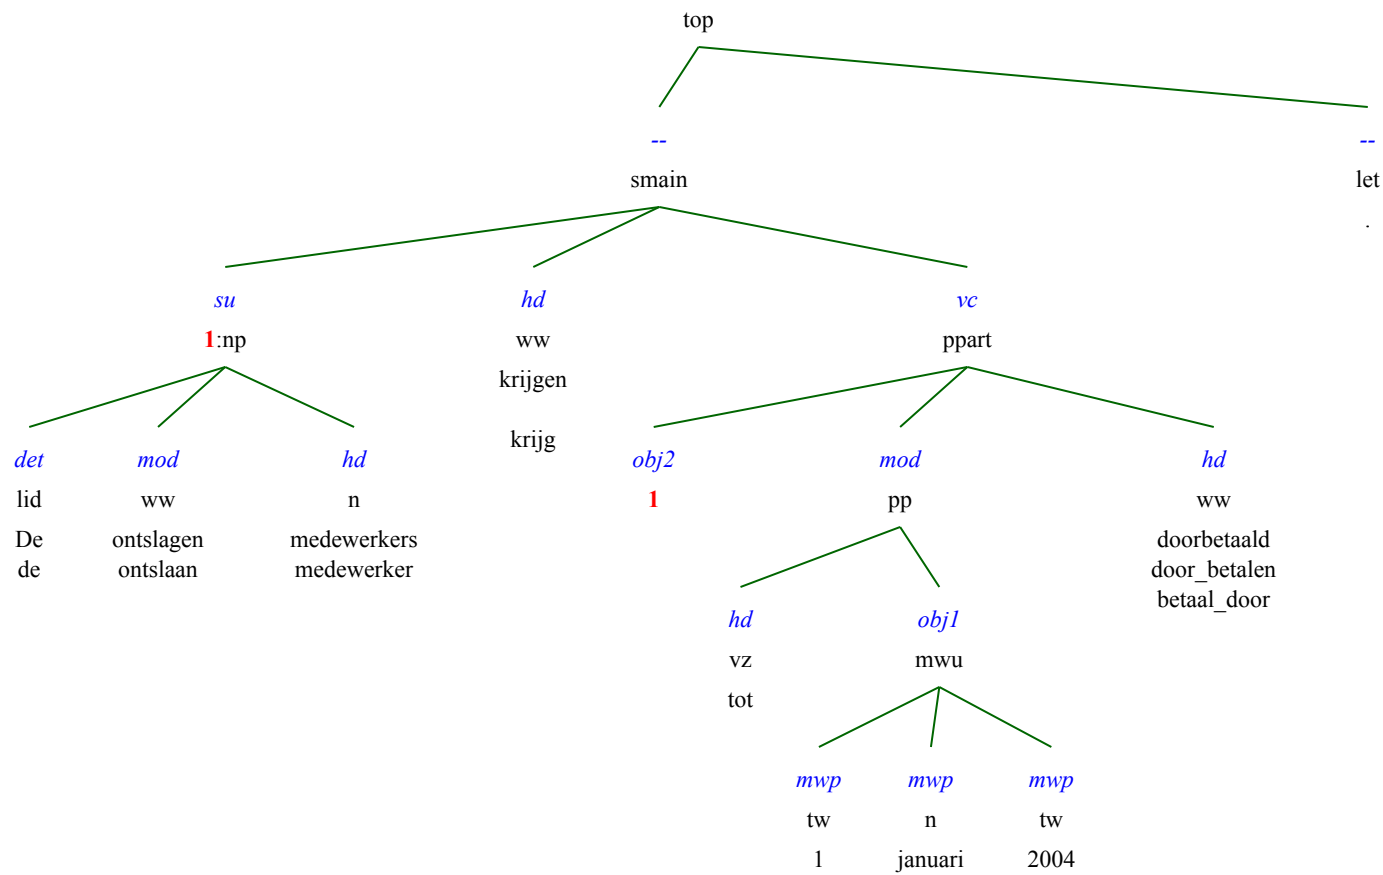 top
-- --
smain let
.
su hd vc
1:np ww ppart
krijgen
krijg
det mod hd obj2 mod hd
lid ww n 1 pp ww
De ontslagen medewerkers doorbetaald
de ontslaan medewerker door_betalen
betaal_door
hd obj1
vz mwu
tot
mwp mwp mwp
tw n tw
1 januari 2004